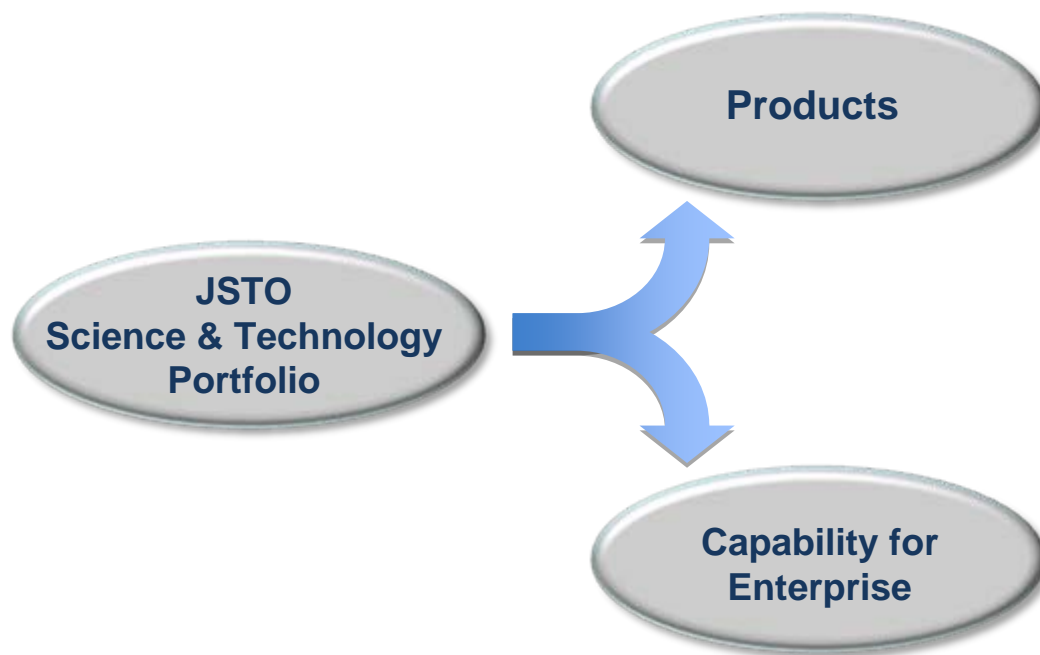 Products
JSTO
Science & Technology
Portfolio
Capability for
Enterprise